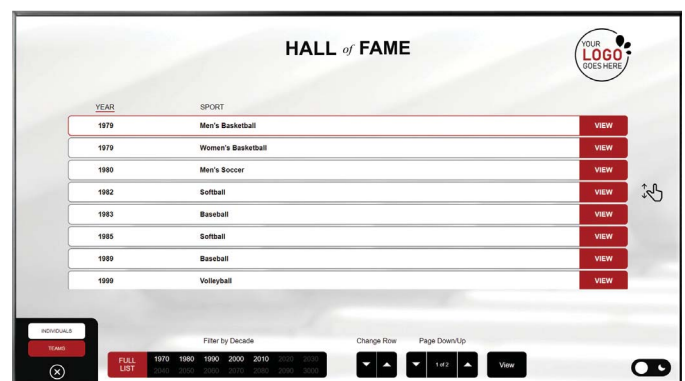 HALL of FAME
YOUR
LOGO
GOES HERE
YEAR SPORT
1979 Men's Basketball VIEW
1979 Women's Basketball VIEW
1980 Men's Soccer VIEW
1982 Softball VIEW
1983 Baseball VIEW
1985 Softball VIEW
1989 Baseball VIEW
1999 Volleyball VIEW
INDIVIDUALS
TEAMS
Filter by Decade Change Row Page Down/Up
FULL LIST
1970 1980 1990 2000 2010 2020 2030
2040 2050 2060 2070 2080 2090 3000
1 of 2
View